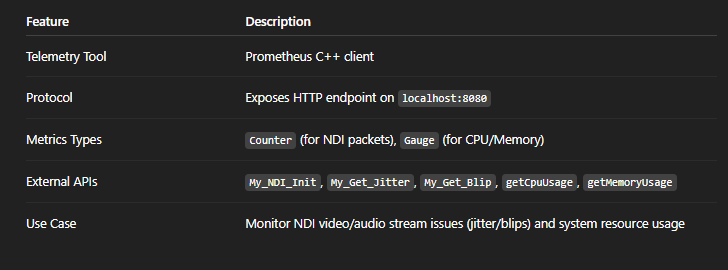 Feature Description
Telemetry Tool Prometheus C++ client
Protocol Exposes HTTP endpoint on localhost:8080
Metrics Types Counter (for NDI packets), Gauge (for CPU/Memory)
External APIs My_NDI_Init, My_Get_Jitter, My_Get_Blip, getCpuUsage, getMemoryUsage
Use Case Monitor NDI video/audio stream issues (jitter/blips) and system resource usage